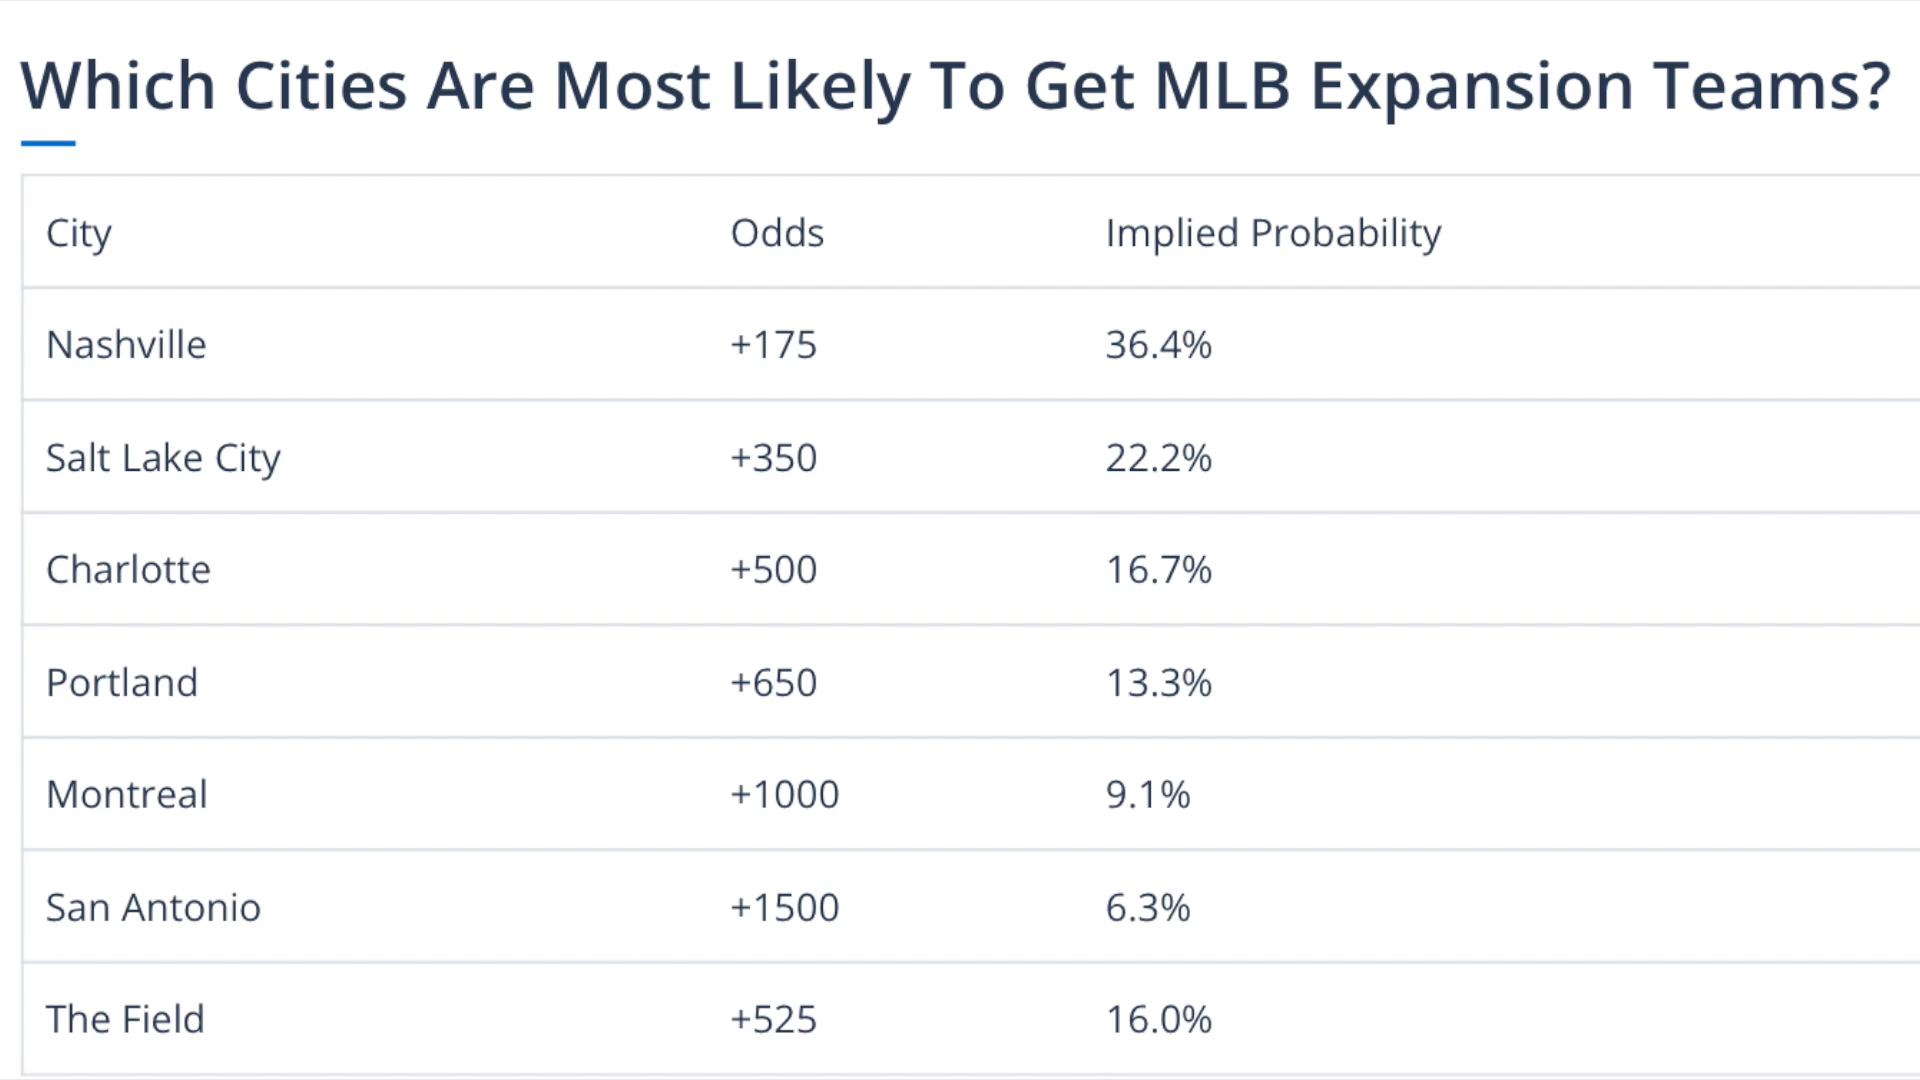 Which Cities Are Most Likely To Get MLB Expansion Teams?
City Odds Implied Probability
Nashville +175 36.4%
Salt Lake City +350 22.2%
Charlotte +500 16.7%
Portland +650 13.3%
Montreal +1000 9.1%
San Antonio +1500 6.3%
The Field +525 16.0%